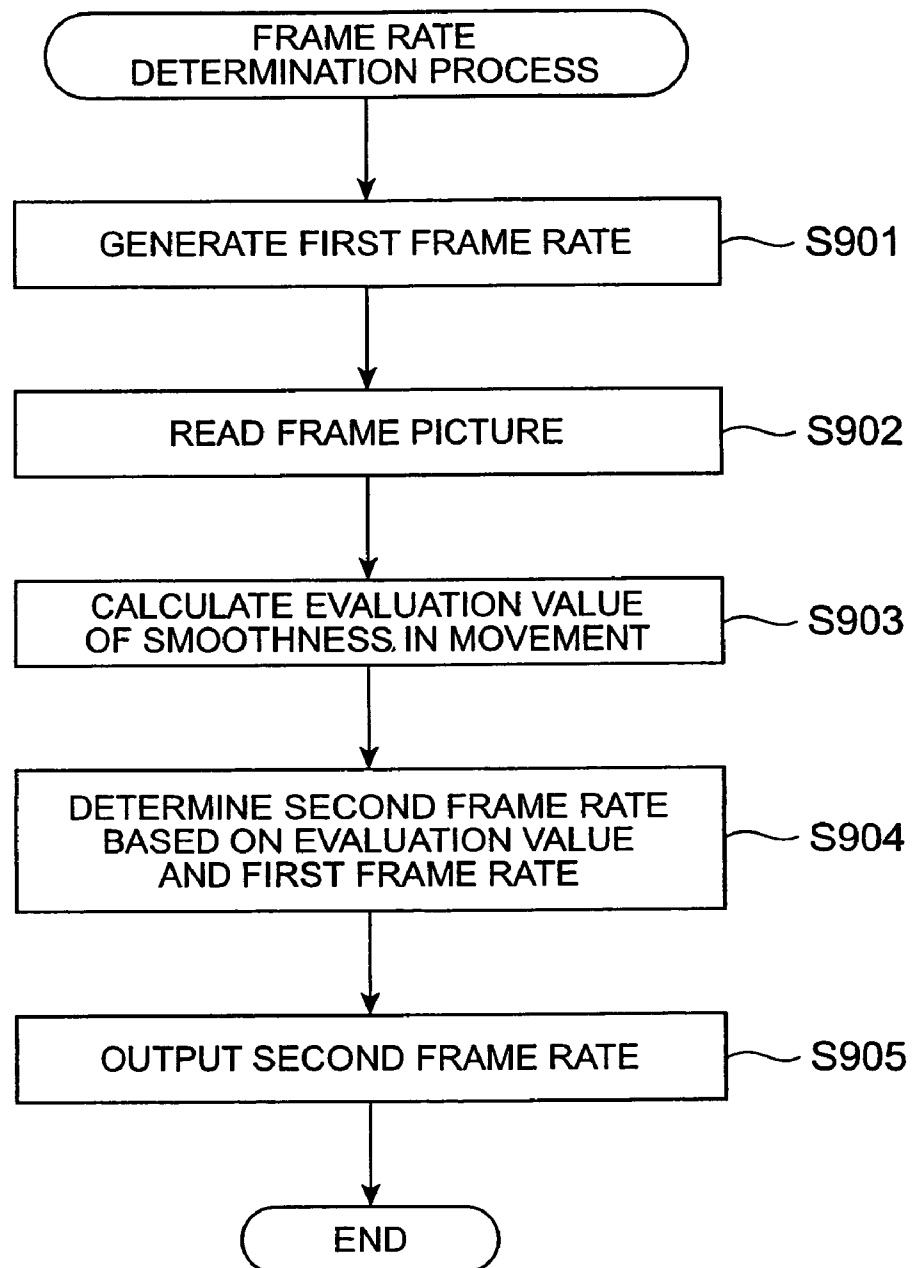 FRAME RATE
DETERMINATION PROCESS
GENERATE FIRST FRAME RATE
S901
READ FRAME PICTURE
S902
CALCULATE EVALUATION VALUE
OF SMOOTHNESS IN MOVEMENT
S903
DETERMINE SECOND FRAME RATE
BASED ON EVALUATION VALUE
AND FIRST FRAME RATE
S904
OUTPUT SECOND FRAME RATE
S905
END